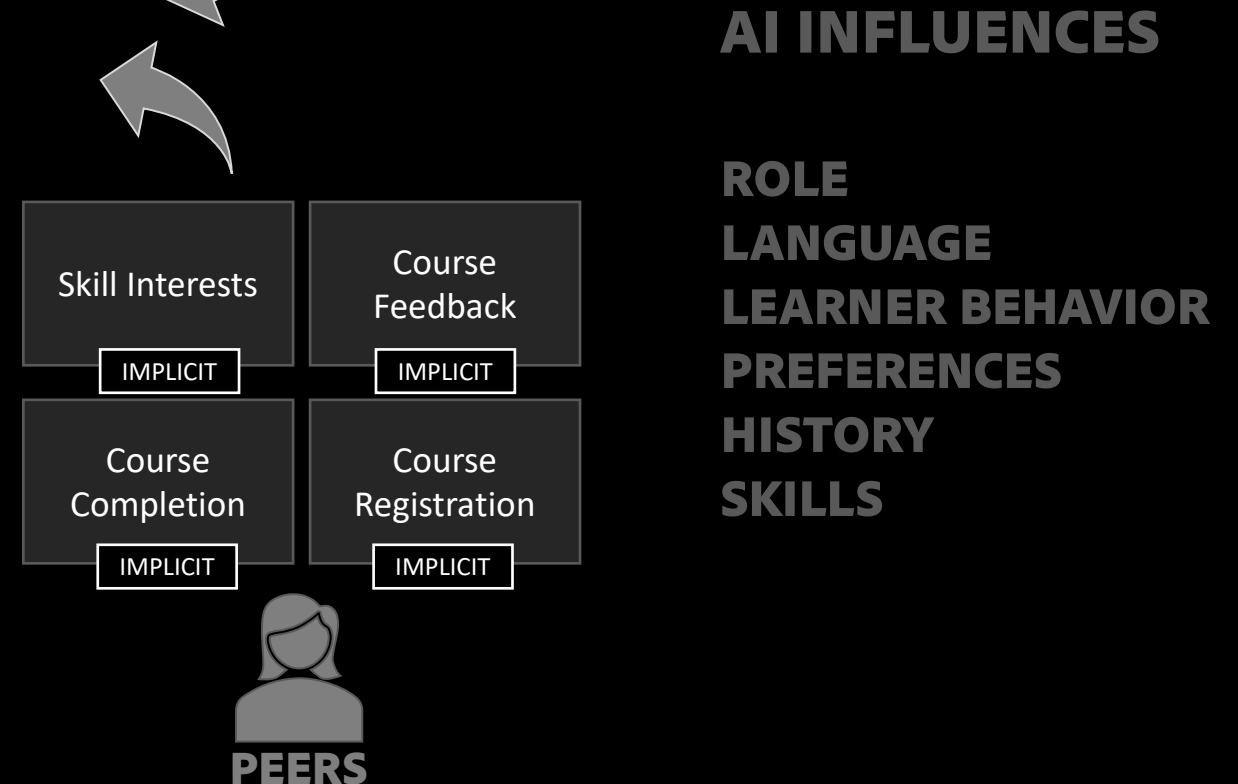 AI INFLUENCES
ROLE
LANGUAGE
LEARNER BEHAVIOR
PREFERENCES
HISTORY
SKILLS
Skill Interests
IMPLICIT
Course
Feedback
IMPLICIT
Course
Completion
IMPLICIT
Course
Registration
IMPLICIT
PEERS